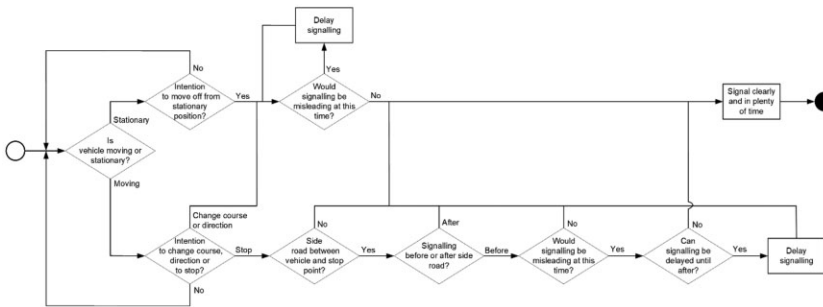 Delay
signalling
No
Yes
Intention
to move off from
stationary
position?
Yes
Would
signalling be
misleading at this
time?
No
Signal clearly
and in plenty
of time
Stationary
Is
vehicle moving or
stationary?
Moving
Change course
or direction
Intention
to change course,
direction or
to stop?
Stop
No
No
Side
road between
vehicle and stop
point?
Yes
After
Signalling
before or after side
road?
Before
No
Would
signalling be
misleading at this
time?
Yes
No
Can
signalling be
delayed until
after?
Yes
Delay
signalling